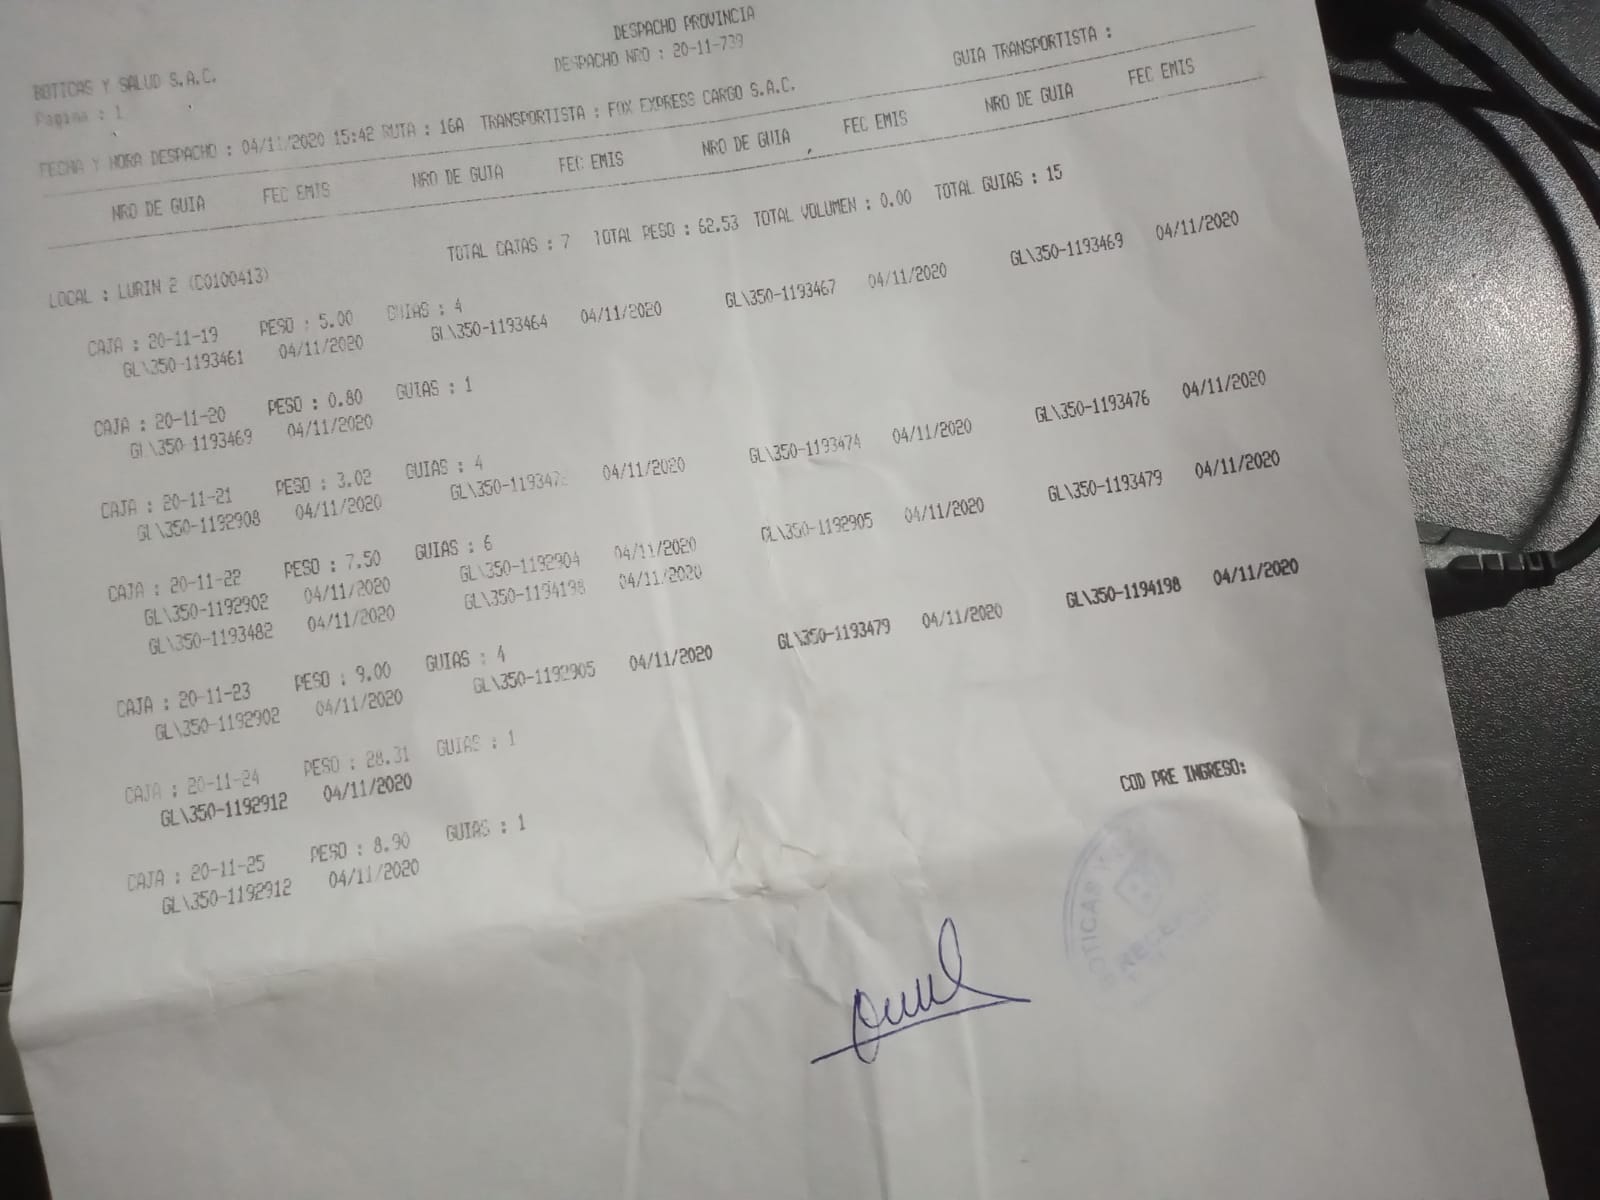 DESPACHO PROVINCIA
BOTICAS Y SALUD S.A.C.
DESPACHO NRO : 20-11-739
GUIA TRANSPORTISTA :
Pagina : 1
FECHA Y HORA DESPACHO : 04/11/2020 15:42 RUTA : 16A TRANSPORTISTA : FOX EXPRESS CARGO S.A.C.
NRO DE GUIA FEC EMIS NRO DE GUIA FEC EMIS NRO DE GUIA FEC EMIS NRO DE GUIA FEC EMIS
LOCAL : LURIN 2 (C0100413) TOTAL CAJAS : 7 TOTAL PESO : 62.53 TOTAL VOLUMEN : 0.00 TOTAL GUIAS : 15
CAJA : 20-11-19 PESO : 5.00 GUIAS : 4
GL\350-1193461 04/11/2020 GL\350-1193464 04/11/2020 GL\350-1193467 04/11/2020 GL\350-1193469 04/11/2020
CAJA : 20-11-20 PESO : 0.80 GUIAS : 1
GL\350-1193469 04/11/2020
CAJA : 20-11-21 PESO : 3.02 GUIAS : 4
GL\350-1192908 04/11/2020 04/11/2020 GL\350-1193474 04/11/2020 GL\350-1193476 04/11/2020
CAJA : 20-11-22 PESO : 7.50 GUIAS : 6
GL\350-1192902 04/11/2020 GL\350-1192904 04/11/2020 GL\350-1192905 04/11/2020 GL\350-1193479 04/11/2020
GL\350-1193482 04/11/2020 GL\350-1194198 04/11/2020
CAJA : 20-11-23 PESO : 9.00 GUIAS : 4
GL\350-1192902 04/11/2020 GL\350-1192905 04/11/2020 GL\350-1193479 04/11/2020 GL\350-1194198 04/11/2020
CAJA : 20-11-24 PESO : 28.31 GUIAS : 1
GL\350-1192912 04/11/2020
CAJA : 20-11-25 PESO : 8.90 GUIAS : 1
GL\350-1192912 04/11/2020
COD PRE INGRESO: